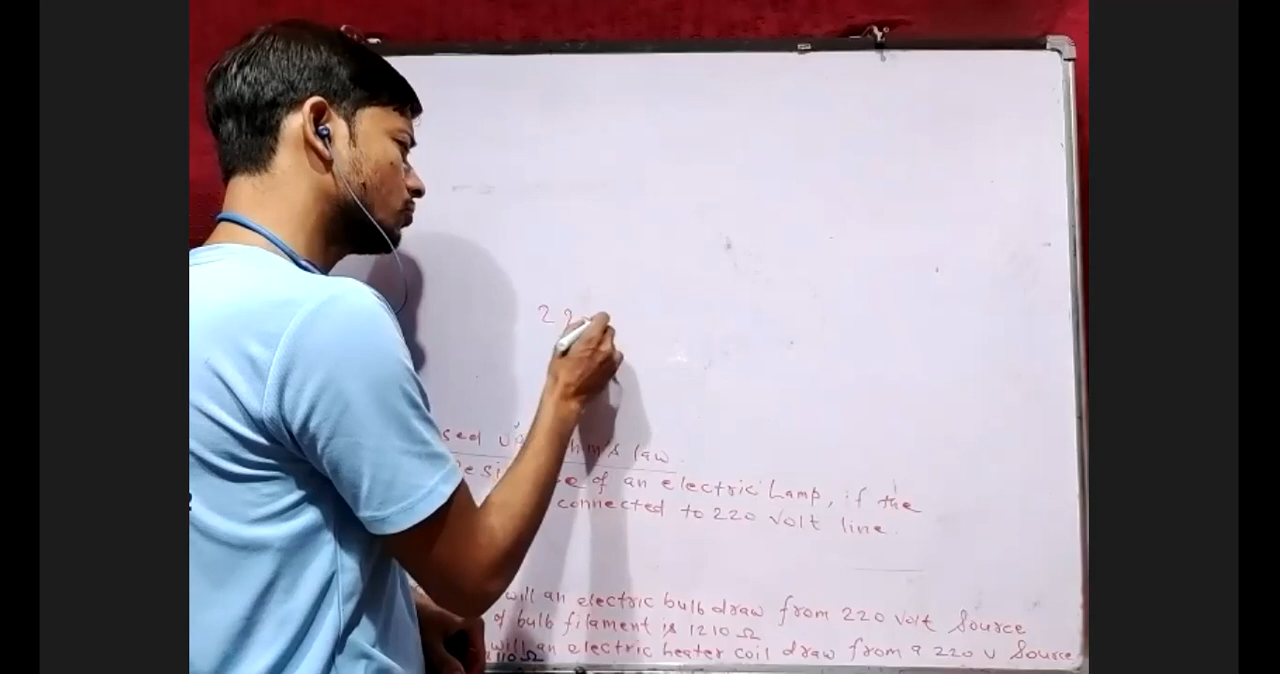 22
sed upon ohm's law.
of an electric Lamp, if the
connected to 220 Volt line.
will an electric bulb draw from 220 volt Source
of bulb filament is 1210 Ω
will an electric heater coil draw from a 220 V Source
110 Ω